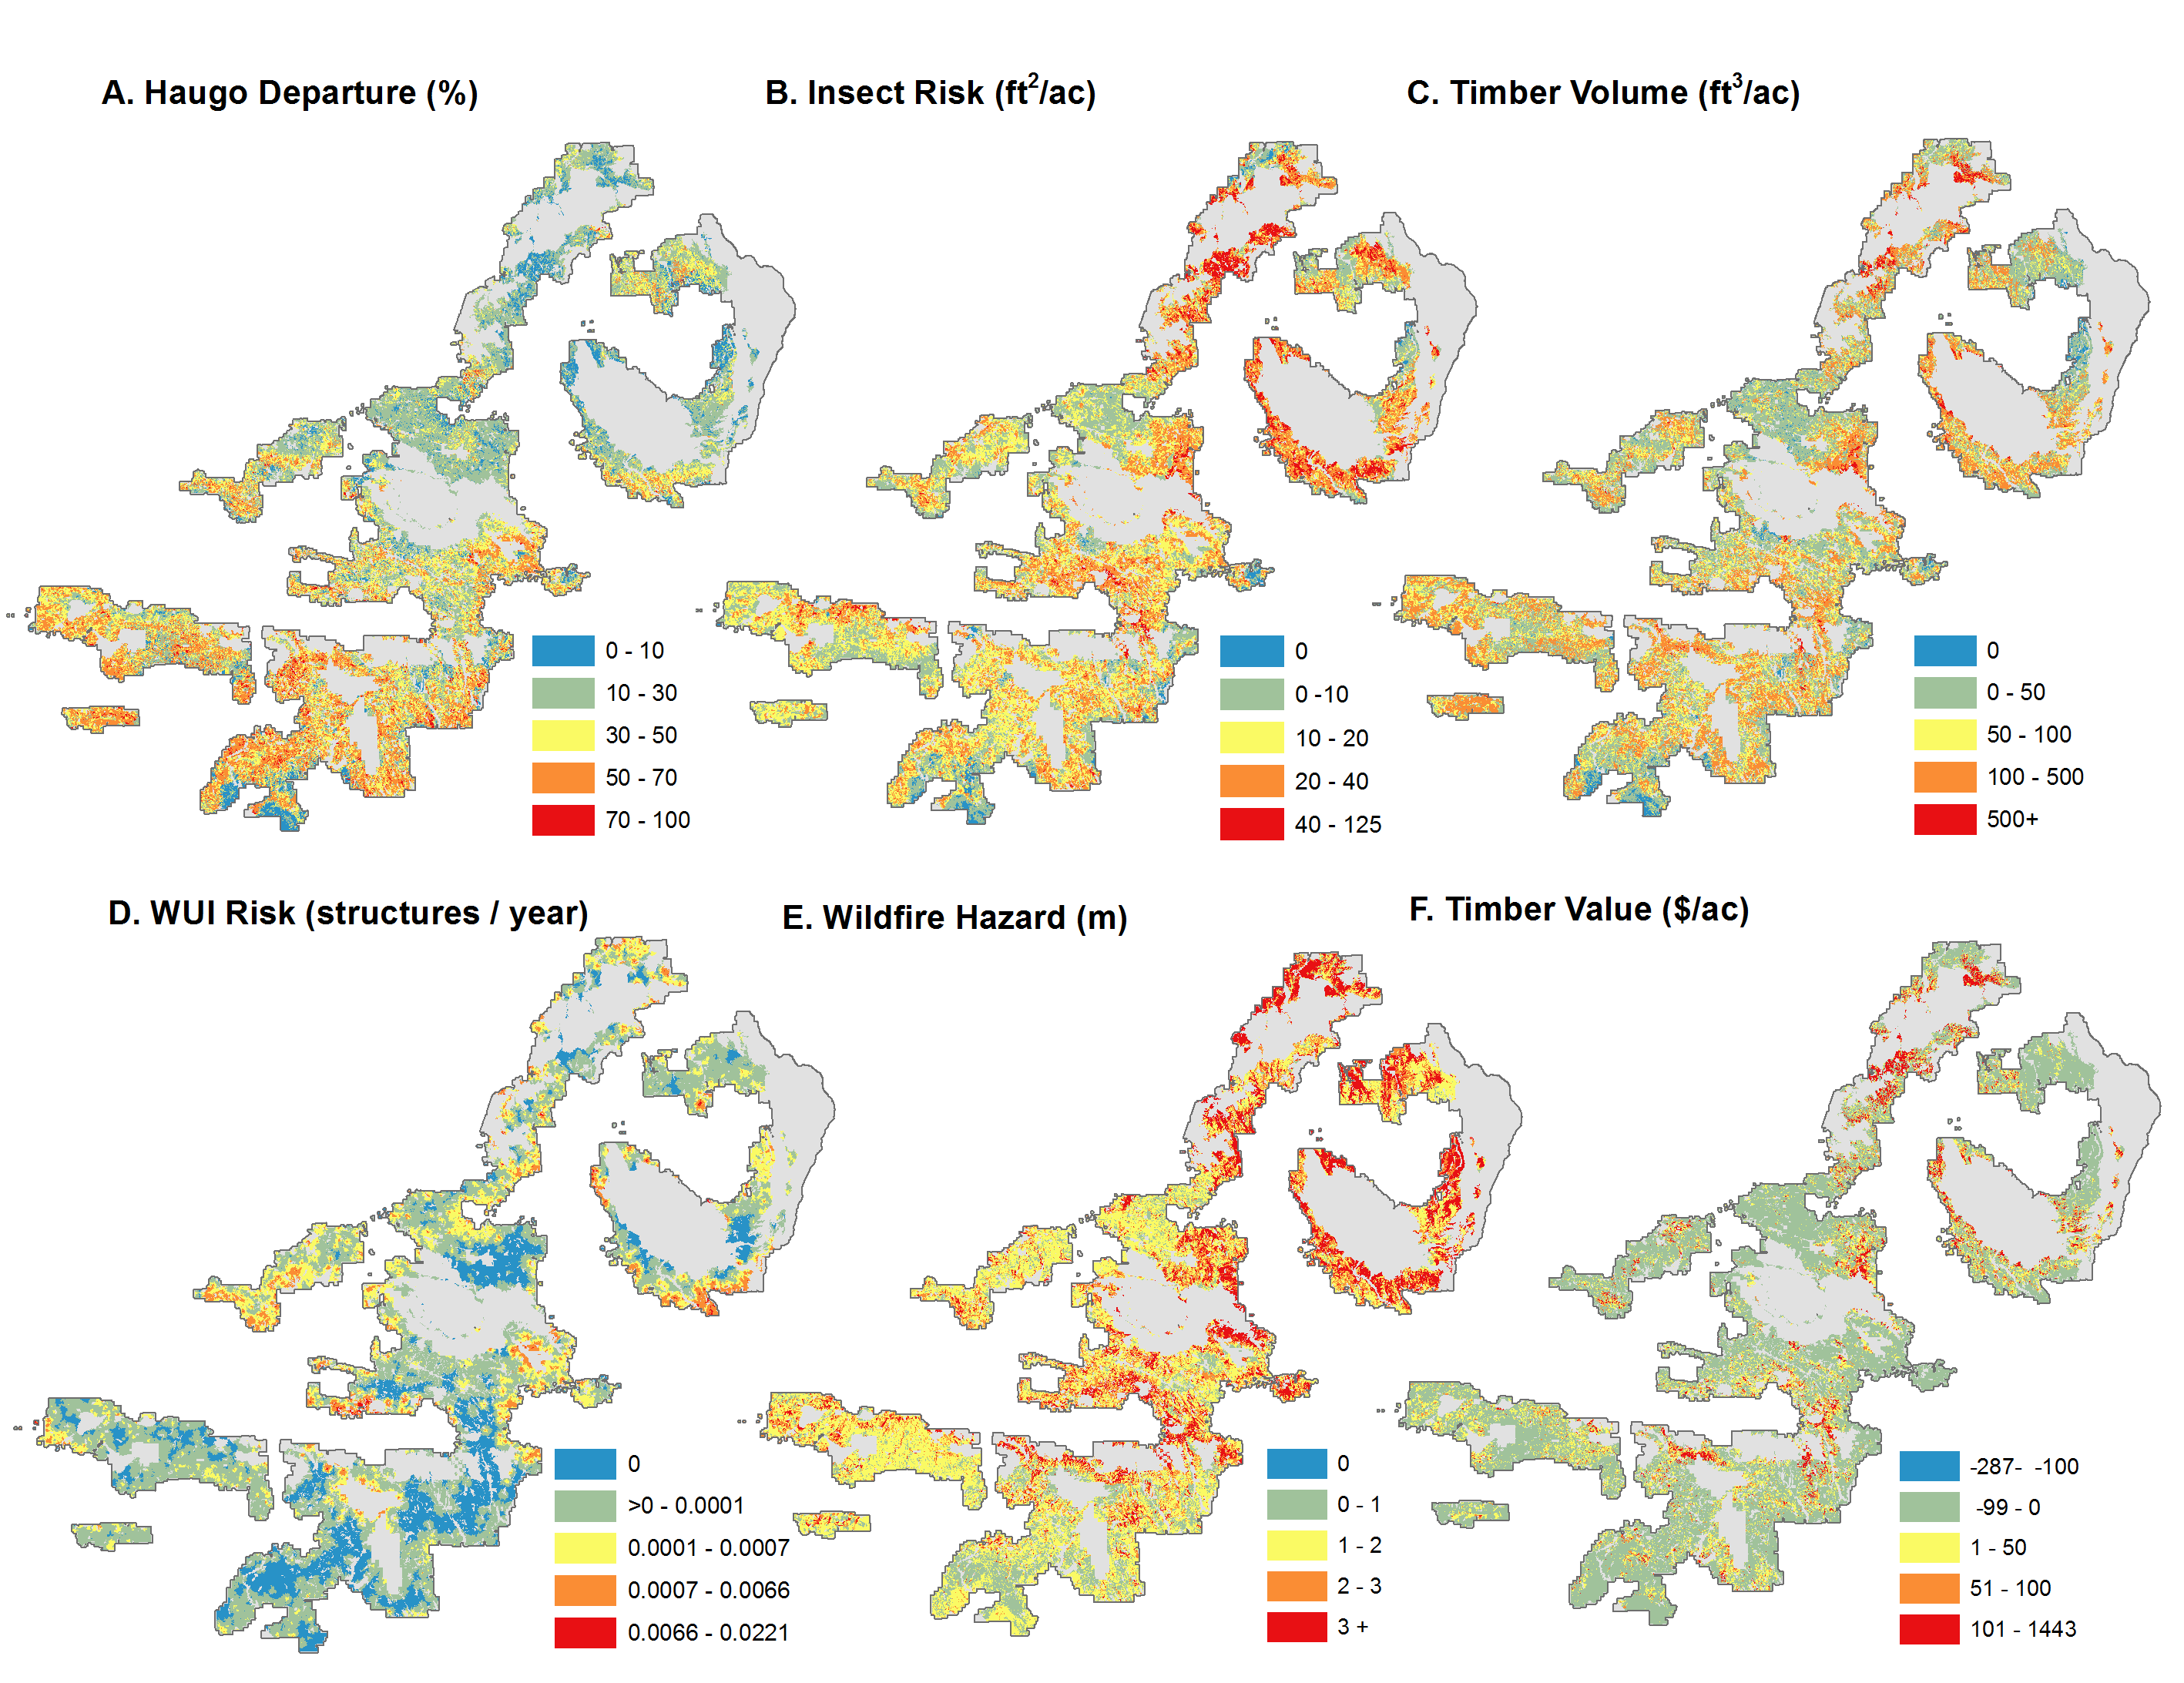 A. Haugo Departure (%)
B. Insect Risk (ft²/ac)
C. Timber Volume (ft³/ac)
0 - 10
10 - 30
30 - 50
50 - 70
70 - 100
0
0 -10
10 - 20
20 - 40
40 - 125
0
0 - 50
50 - 100
100 - 500
500+
D. WUI Risk (structures / year)
E. Wildfire Hazard (m)
F. Timber Value ($/ac)
0
>0 - 0.0001
0.0001 - 0.0007
0.0007 - 0.0066
0.0066 - 0.0221
0
0 - 1
1 - 2
2 - 3
3 +
-287- -100
-99 - 0
1 - 50
51 - 100
101 - 1443